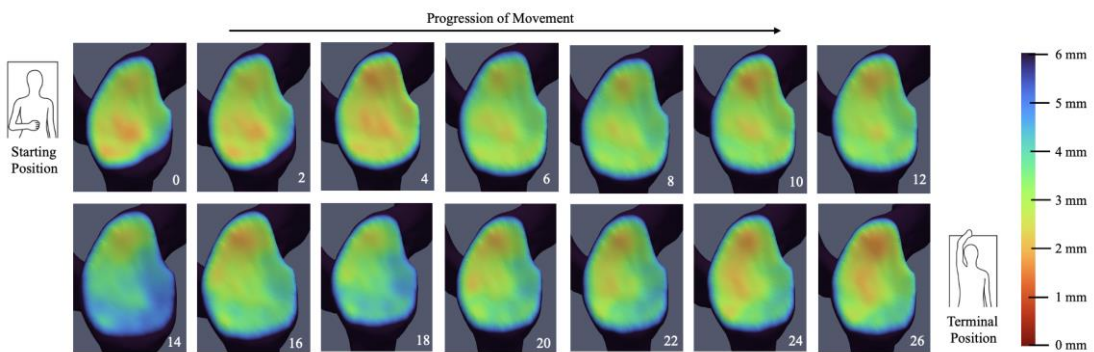 Progression of Movement
Starting
Position
0
2
4
6
8
10
12
14
16
18
20
22
24
26
Terminal
Position
6 mm
5 mm
4 mm
3 mm
2 mm
1 mm
0 mm